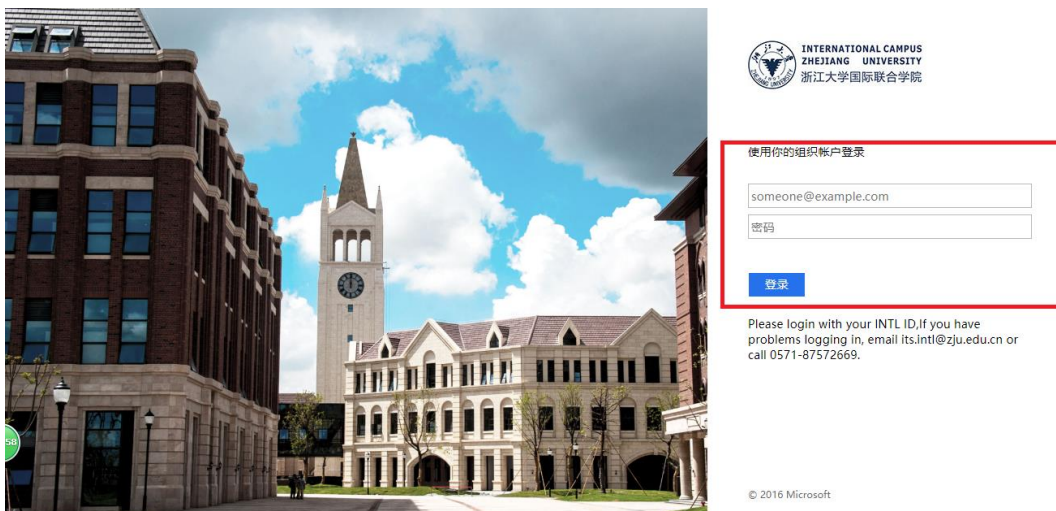 INTERNATIONAL CAMPUS
ZHEJIANG UNIVERSITY
浙江大学国际联合学院
使用你的组织帐户登录
someone@example.com
密码
登录
Please login with your INTL ID,If you have
problems logging in, email its.intl@zju.edu.cn or
call 0571-87572669.
58
© 2016 Microsoft